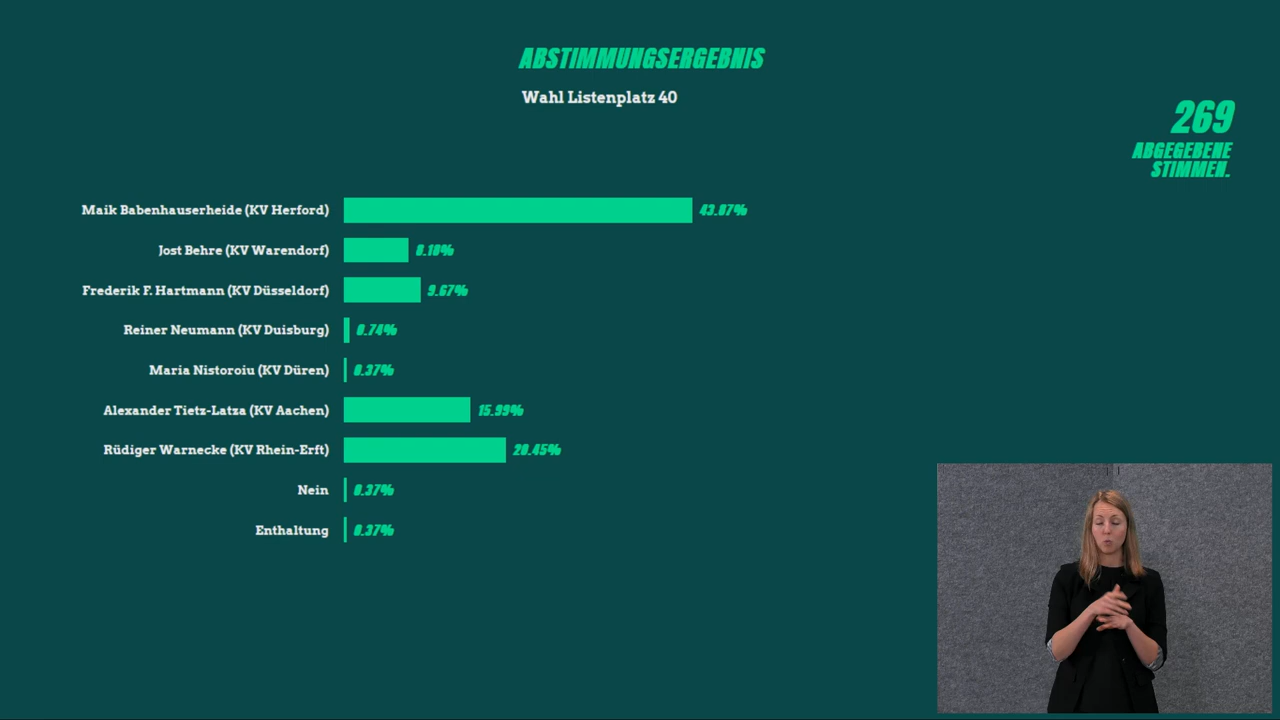 ABSTIMMUNGSERGEBNIS
Wahl Listenplatz 40
269
ABGEGEBENE
STIMMEN.
Maik Babenhauserheide (KV Herford) 43.87%
Jost Behre (KV Warendorf) 8.18%
Frederik F. Hartmann (KV Düsseldorf) 9.67%
Reiner Neumann (KV Duisburg) 0.74%
Maria Nistoroiu (KV Düren) 0.37%
Alexander Tietz-Latza (KV Aachen) 15.99%
Rüdiger Warnecke (KV Rhein-Erft) 20.45%
Nein 0.37%
Enthaltung 0.37%